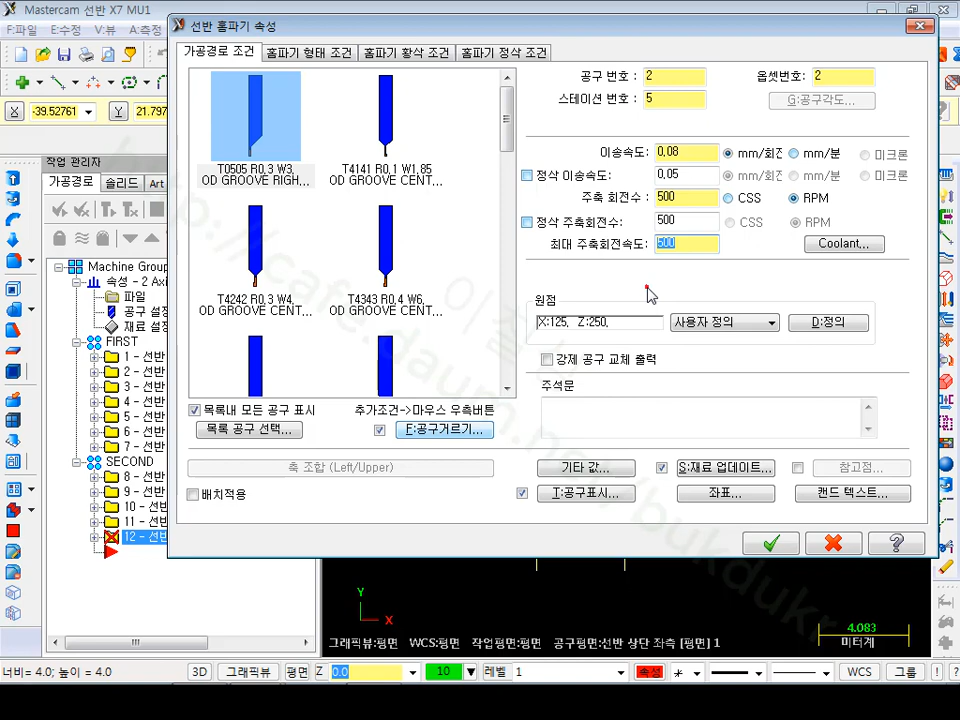 Mastercam 선반 X7 MU1
F:파일 E:수정 V:뷰 A:측정
-39.52761 Y 21.797
작업 관리자
가공경로 솔리드 Art
Machine Group
속성 - 2 Axi
파일
공구 설정
재료 설정
FIRST
1 - 선반
2 - 선반
3 - 선반
4 - 선반
5 - 선반
6 - 선반
7 - 선반
SECOND
8 - 선반
9 - 선반
10 - 선반
11 - 선반
12 - 선반
선반 홈파기 속성
가공경로 조건 홈파기 형태 조건 홈파기 황삭 조건 홈파기 정삭 조건
T0505 R0.3 W3.
OD GROOVE RIGH...
T4141 R0.1 W1.85
OD GROOVE CENT...
T4242 R0.3 W4.
OD GROOVE CENT...
T4343 R0.4 W6.
OD GROOVE CENT...
목록내 모든 공구 표시 추가조건->마우스 우측버튼
목록 공구 선택... F:공구거르기...
축 조합 (Left/Upper)
배치적용
공구 번호 : 2 옵셋번호: 2
스테이션 번호 : 5 G:공구각도...
이송속도: 0.08 mm/회전 mm/분 미크론
정삭 이송속도: 0.05 mm/회전 mm/분 미크론
주축 회전수 : 500 CSS RPM
정삭 주축회전수: 500 CSS RPM
최대 주축회전속도: 500 Coolant...
원점
X:125. Z:250. 사용자 정의 D:정의
강제 공구 교체 출력
주석문
기타 값... S:재료 업데이트... 참고점...
T:공구표시... 좌표... 캔드 텍스트...
Y
X
그래픽뷰:평면 WCS:평면 작업평면:평면 공구평면:선반 상단 좌측 [평면] 1
4.083
미터계
너비= 4.0; 높이 = 4.0 3D 그래픽뷰 평면 Z 0.0 10 레벨 1 속성 WCS 그룹 ! ?